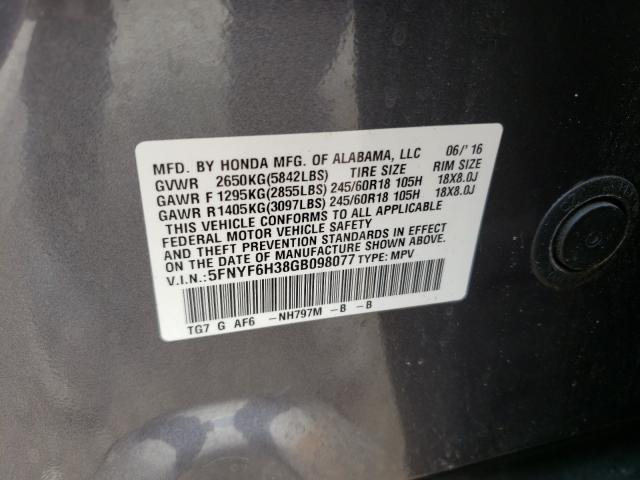 MFD. BY HONDA MFG. OF ALABAMA, LLC 06/'16
GVWR 2650KG(5842LBS) TIRE SIZE RIM SIZE
GAWR F 1295KG(2855LBS) 245/60R18 105H 18X8.0J
GAWR R 1405KG(3097LBS) 245/60R18 105H 18X8.0J
THIS VEHICLE CONFORMS TO ALL APPLICABLE
FEDERAL MOTOR VEHICLE SAFETY
AND THEFT PREVENTION STANDARDS IN EFFECT
ON THE DATE OF MANUFACTURE SHOWN ABOVE.
V.I.N.:5FNYF6H38GB098077 TYPE: MPV
TG7 G AF6 -NH797M -B -B